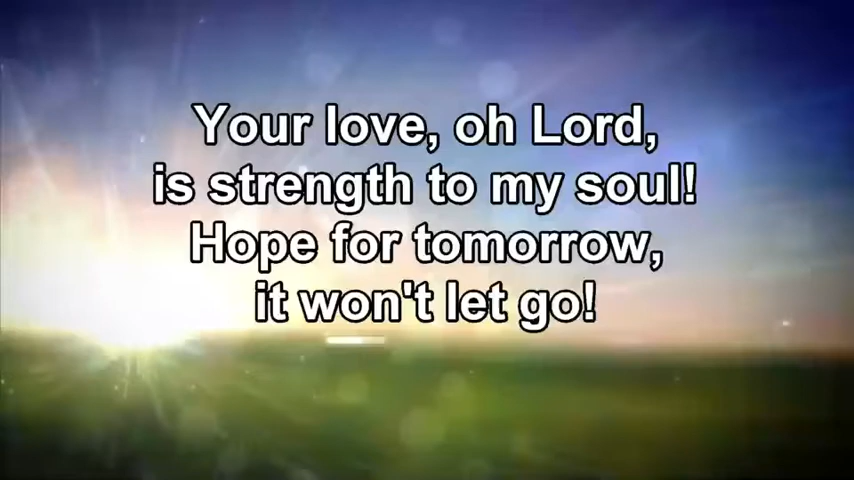 Your love, oh Lord,
is strength to my soul!
Hope for tomorrow,
it won't let go!